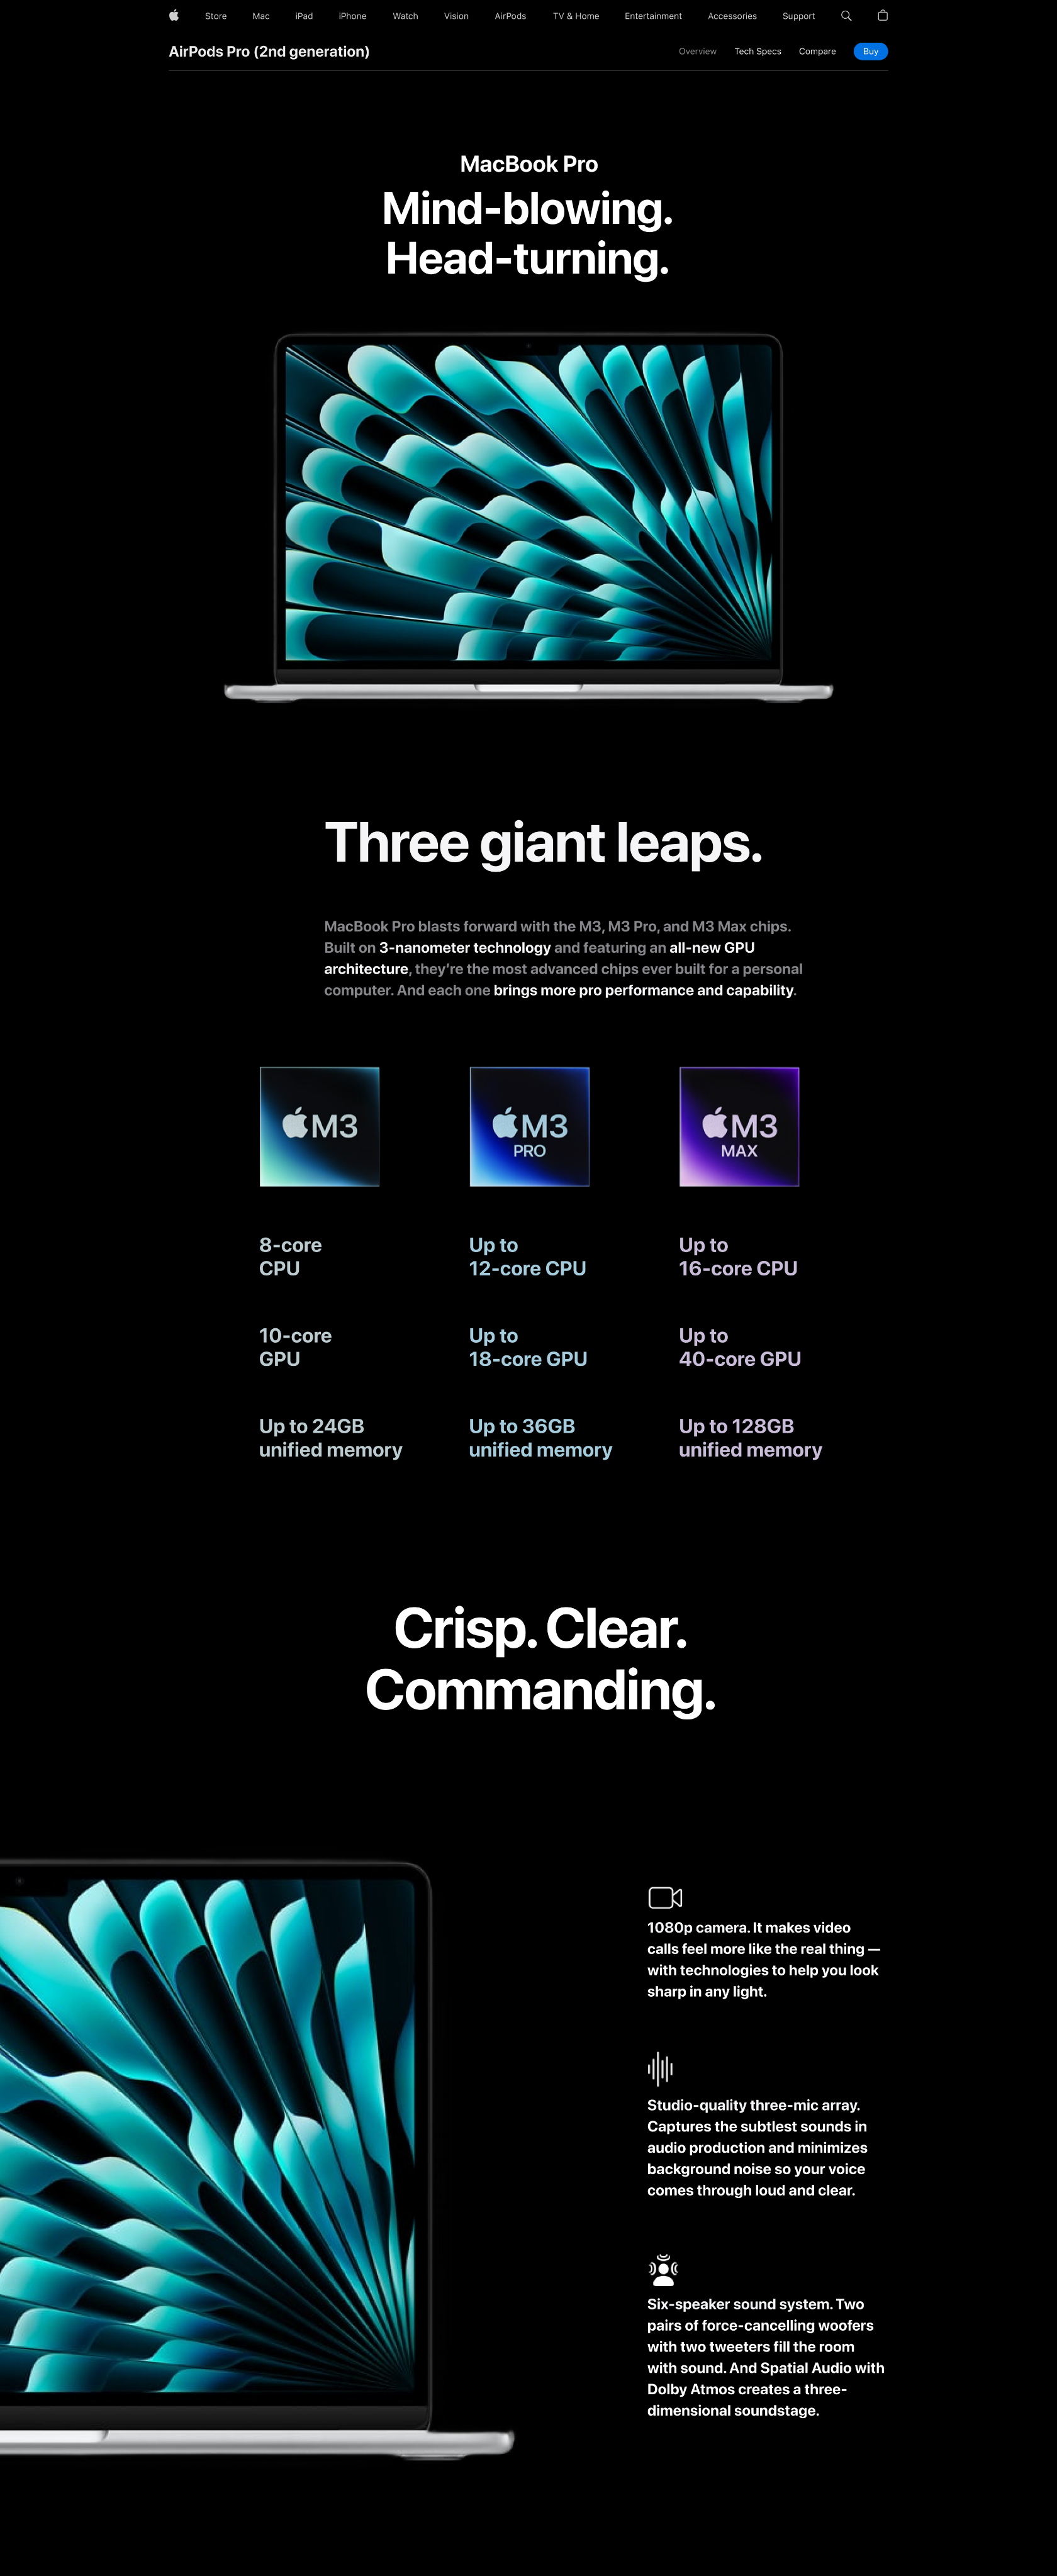 Store Mac iPad iPhone Watch Vision AirPods TV & Home Entertainment Accessories Support
AirPods Pro (2nd generation) Overview Tech Specs Compare Buy
MacBook Pro
Mind-blowing.
Head-turning.
Three giant leaps.
MacBook Pro blasts forward with the M3, M3 Pro, and M3 Max chips.
Built on 3-nanometer technology and featuring an all-new GPU
architecture, they’re the most advanced chips ever built for a personal
computer. And each one brings more pro performance and capability.
M3
M3
PRO
M3
MAX
8-core
CPU
Up to
12-core CPU
Up to
16-core CPU
10-core
GPU
Up to
18-core GPU
Up to
40-core GPU
Up to 24GB
unified memory
Up to 36GB
unified memory
Up to 128GB
unified memory
Crisp. Clear.
Commanding.
1080p camera. It makes video
calls feel more like the real thing —
with technologies to help you look
sharp in any light.
Studio-quality three-mic array.
Captures the subtlest sounds in
audio production and minimizes
background noise so your voice
comes through loud and clear.
Six-speaker sound system. Two
pairs of force-cancelling woofers
with two tweeters fill the room
with sound. And Spatial Audio with
Dolby Atmos creates a three-
dimensional soundstage.